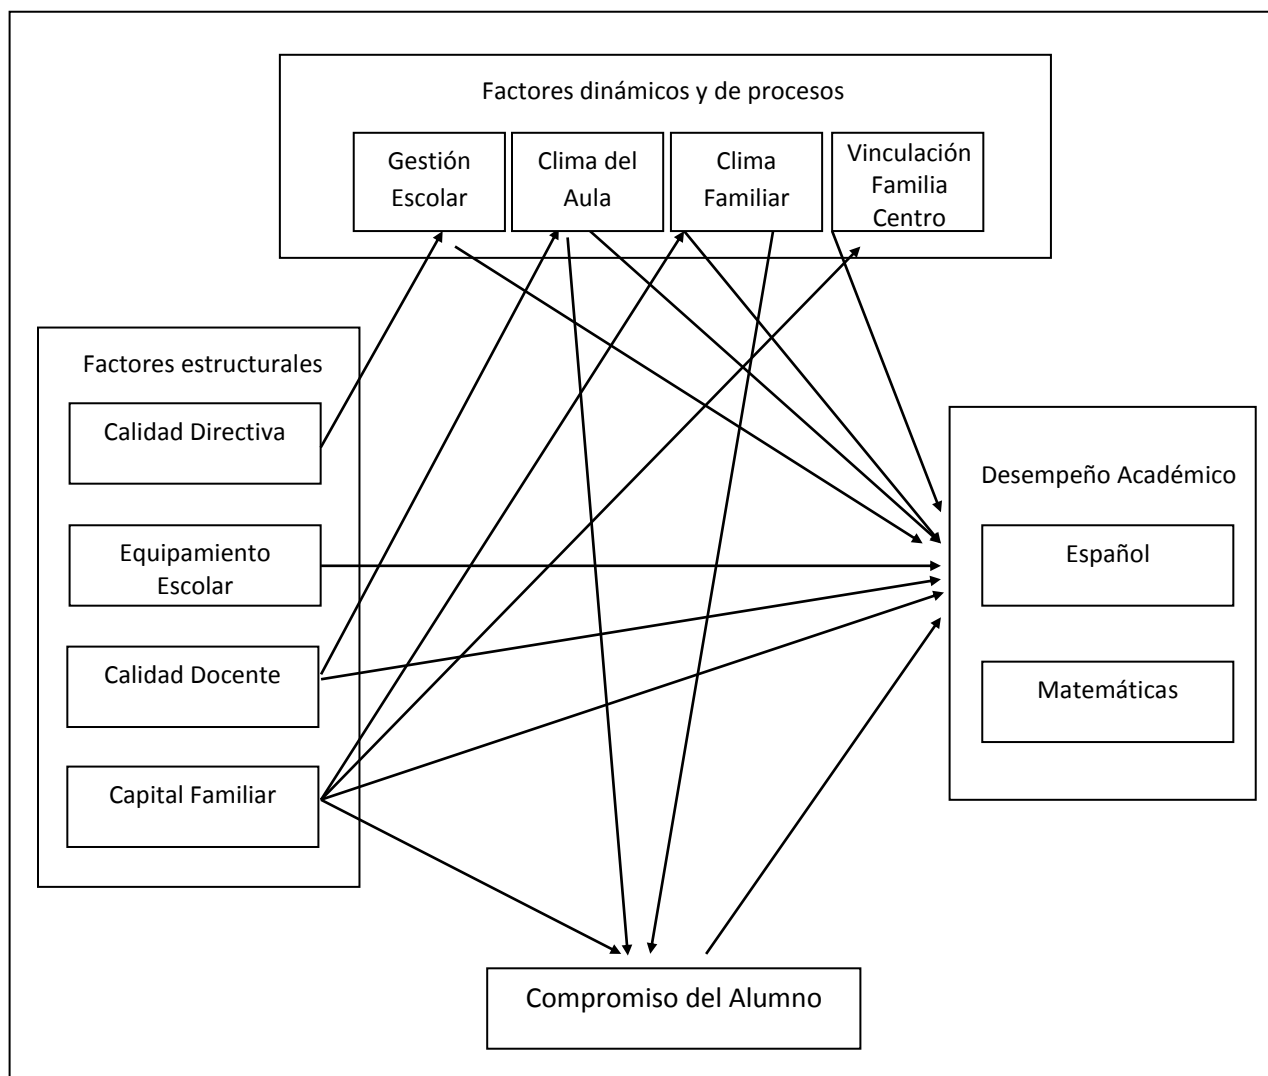 Factores dinámicos y de procesos
Gestión
Escolar
Clima del
Aula
Clima
Familiar
Vinculación
Familia
Centro
Factores estructurales
Calidad Directiva
Equipamiento
Escolar
Calidad Docente
Capital Familiar
Desempeño Académico
Español
Matemáticas
Compromiso del Alumno